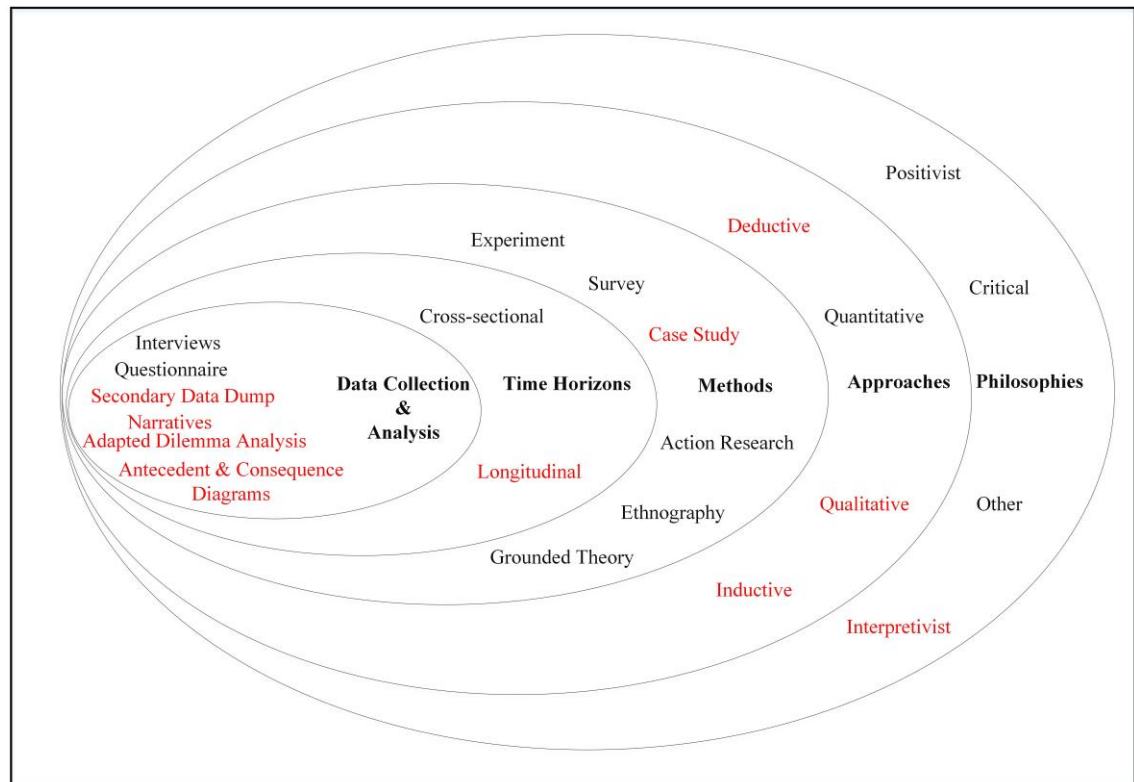 Positivist
Deductive
Experiment
Survey
Critical
Cross-sectional
Quantitative
Case Study
Interviews
Questionnaire
Secondary Data Dump
Narratives
Adapted Dilemma Analysis
Antecedent & Consequence
Diagrams
Data Collection
&
Analysis
Time Horizons
Methods
Approaches
Philosophies
Action Research
Longitudinal
Qualitative
Other
Ethnography
Grounded Theory
Inductive
Interpretivist